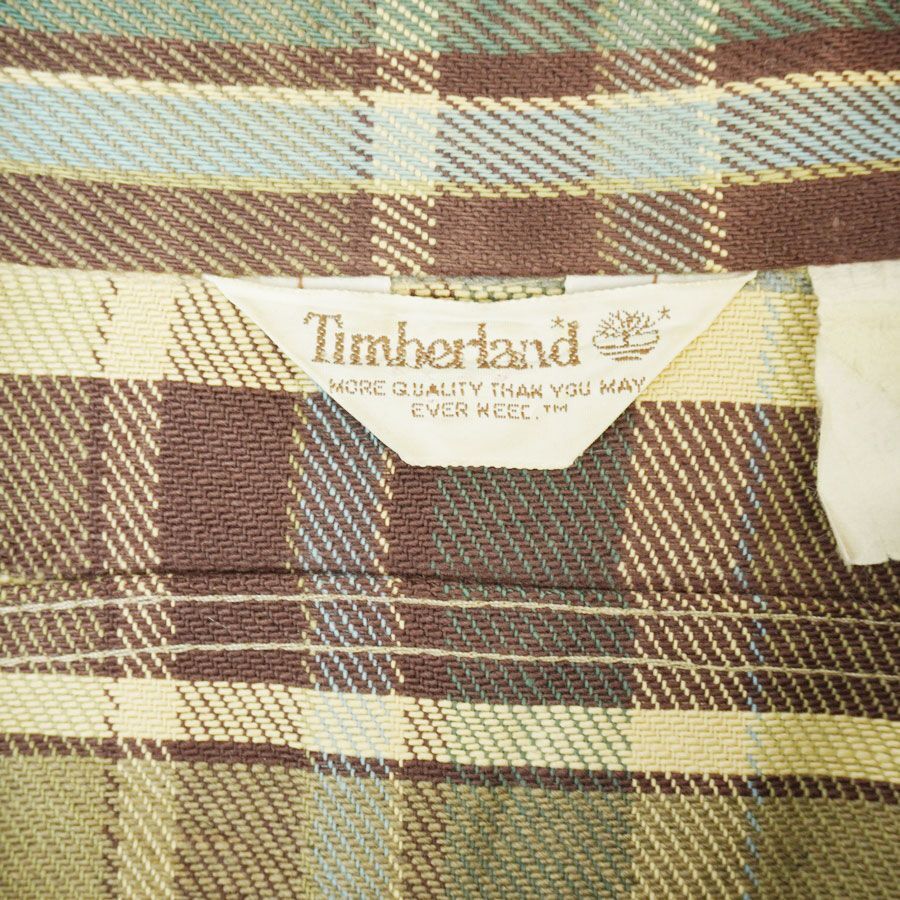 Timberland
MORE QUALITY THAN YOU MAY
EVER NEED.™